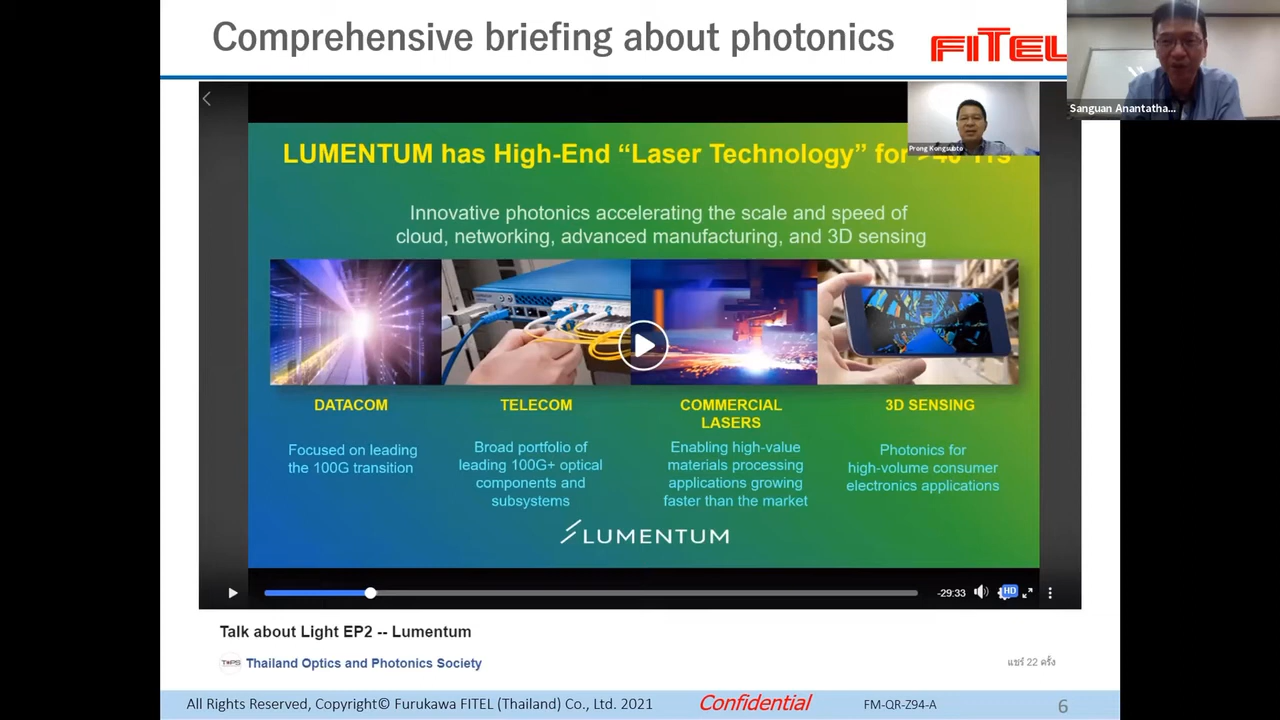 Comprehensive briefing about photonics
FITEL
Sanguan Anantatha...
Prong Kongsubto
LUMENTUM has High-End “Laser Technology” for >40 Yrs
Innovative photonics accelerating the scale and speed of
cloud, networking, advanced manufacturing, and 3D sensing
DATACOM
Focused on leading
the 100G transition
TELECOM
Broad portfolio of
leading 100G+ optical
components and
subsystems
COMMERCIAL
LASERS
Enabling high-value
materials processing
applications growing
faster than the market
3D SENSING
Photonics for
high-volume consumer
electronics applications
LUMENTUM
-29:33
HD
Talk about Light EP2 -- Lumentum
TOPS
Thailand Optics and Photonics Society
แชร์ 22 ครั้ง
All Rights Reserved, Copyright© Furukawa FITEL (Thailand) Co., Ltd. 2021
Confidential
FM-QR-Z94-A
6